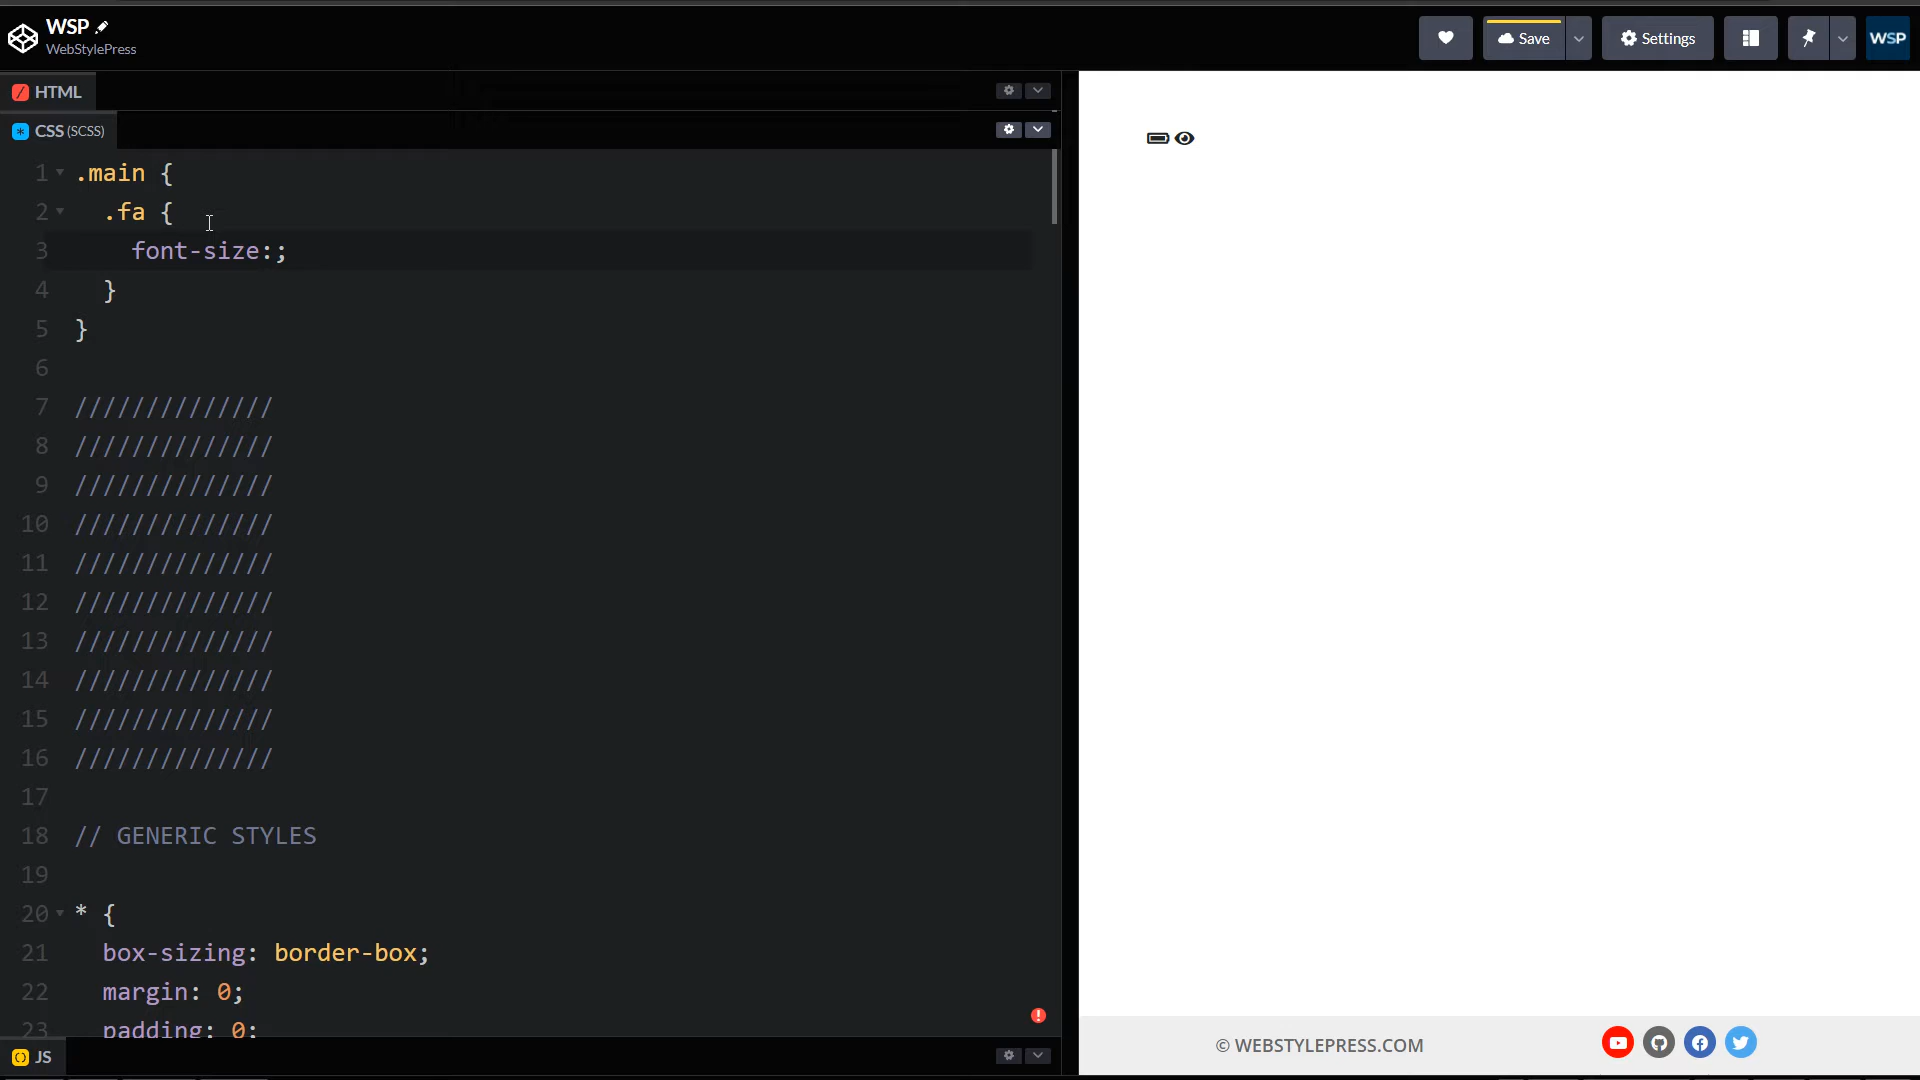 WSP
WebStylePress
Save
Settings
WSP
HTML
CSS (SCSS)
1 .main {
2 .fa {
3 font-size:;
4 }
5 }
6
7 //////////////
8 //////////////
9 //////////////
10 //////////////
11 //////////////
12 //////////////
13 //////////////
14 //////////////
15 //////////////
16 //////////////
17
18 // GENERIC STYLES
19
20 * {
21 box-sizing: border-box;
22 margin: 0;
23 padding: 0;
JS
© WEBSTYLEPRESS.COM